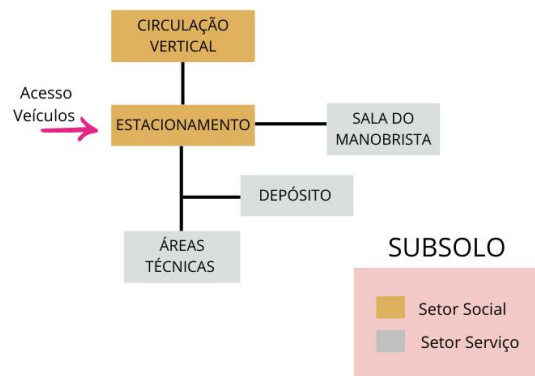 CIRCULAÇÃO
VERTICAL
Acesso
Veículos
ESTACIONAMENTO
SALA DO
MANOBRISTA
DEPÓSITO
ÁREAS
TÉCNICAS
SUBSOLO
Setor Social
Setor Serviço